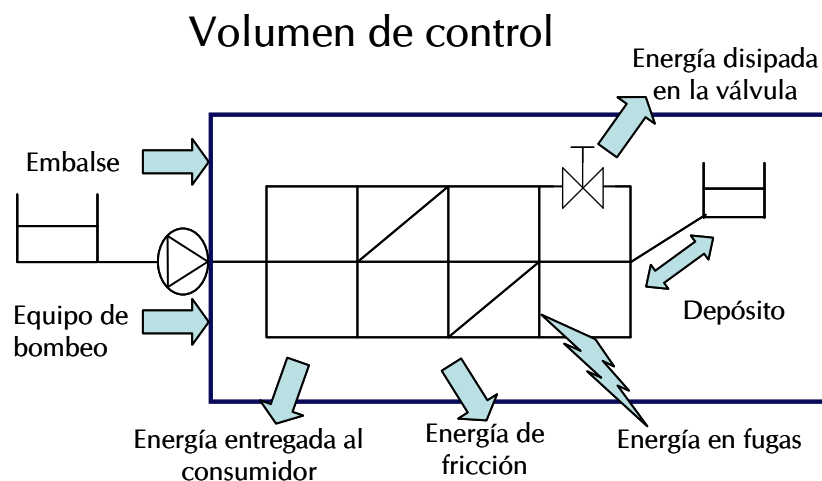 Volumen de control
Energía disipada
en la válvula
Embalse
Equipo de
bombeo
Depósito
Energía entregada al
consumidor
Energía de
fricción
Energía en fugas